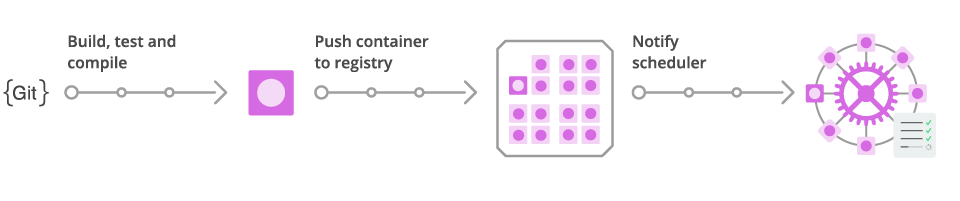 Build, test and
compile
Push container
to registry
Notify
scheduler
{Git}